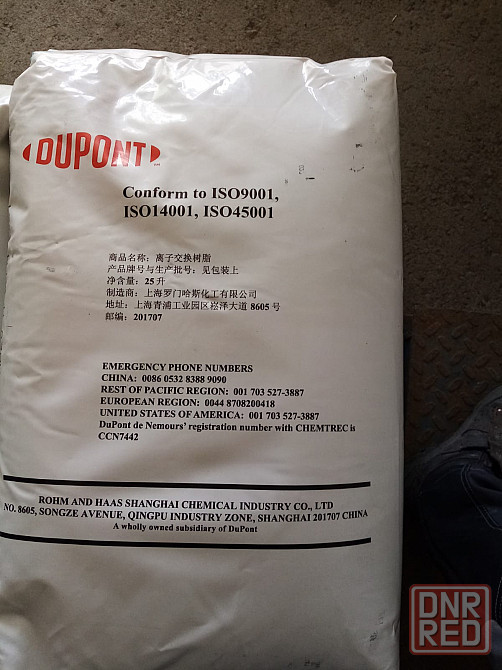 DUPONT
Conform to ISO9001,
ISO14001, ISO45001
商品名称：离子交换树脂
产品牌号与生产批号：见包装上
净含量：25升
制造商：上海罗门哈斯化工有限公司
地址：上海青浦工业园区崧泽大道 8605 号
邮编：201707
EMERGENCY PHONE NUMBERS
CHINA: 0086 0532 8388 9090
REST OF PACIFIC REGION: 001 703 527-3887
EUROPEAN REGION: 0044 8708200418
UNITED STATES OF AMERICA: 001 703 527-3887
DuPont de Nemours' registration number with CHEMTREC is
CCN7442
ROHM AND HAAS SHANGHAI CHEMICAL INDUSTRY CO., LTD
NO. 8605, SONGZE AVENUE, QINGPU INDUSTRY ZONE, SHANGHAI 201707 CHINA
A wholly owned subsidiary of DuPont
DNR
RED